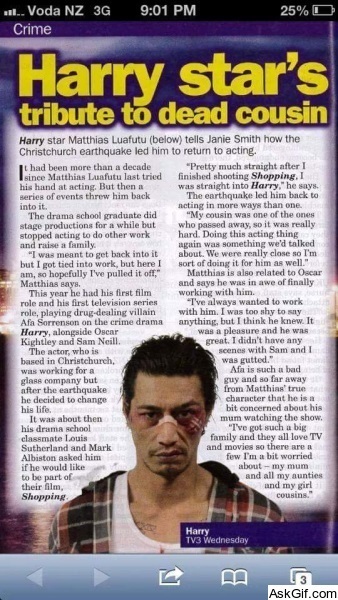 Voda NZ 3G 9:01 PM 25%
Crime
Harry star's
tribute to dead cousin
Harry star Matthias Luafutu (below) tells Janie Smith how the
Christchurch earthquake led him to return to acting.
It had been more than a decade
since Matthias Luafutu last tried
his hand at acting. But then a
series of events threw him back
into it.
The drama school graduate did
stage productions for a while but
stopped acting to do other work
and raise a family.
"I was meant to get back into it
but I got tied into work, but here I
am, so hopefully I've pulled it off,"
Matthias says.
This year he had his first film
role and his first television series
role, playing drug-dealing villain
Afa Sorrenson on the crime drama
Harry, alongside Oscar
Kightley and Sam Neill.
The actor, who is
based in Christchurch,
was working for a
glass company but
after the earthquake
he decided to change
his life.
It was about then
his drama school
classmate Louis
Sutherland and Mark
Albiston asked him
if he would like
to be part of
their film,
Shopping.
"Pretty much straight after I
finished shooting Shopping, I
was straight into Harry," he says.
The earthquake led him back to
acting in more ways than one.
"My cousin was one of the ones
who passed away, so it was really
hard. Doing this acting thing
again was something we'd talked
about. We were really close so I'm
sort of doing it for him as well."
Matthias is also related to Oscar
and says he was in awe of finally
working with him.
"I've always wanted to work
with him. I was too shy to say
anything, but I think he knew. It
was a pleasure and he was
great. I didn't have any
scenes with Sam and I
was gutted."
Afa is such a bad
guy and so far away
from Matthias' true
character that he is a
bit concerned about his
mum watching the show.
"I've got such a big
family and they all love TV
and movies so there are a
few I'm a bit worried
about – my mum
and all my aunties
and my girl
cousins."
Harry
TV3 Wednesday
3
AskGif.com